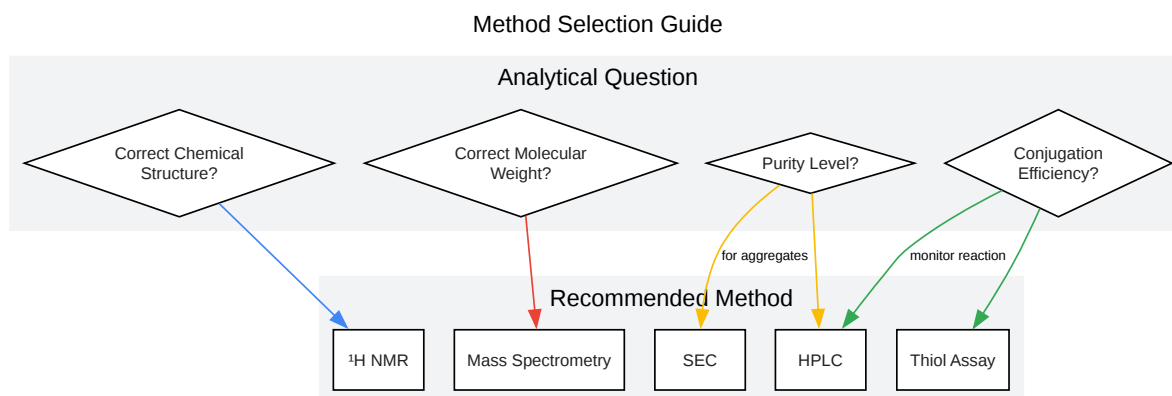 Method Selection Guide
Analytical Question
Correct Chemical
Structure?
Correct Molecular
Weight?
Purity Level?
Conjugation
Efficiency?
for aggregates
monitor reaction
Recommended Method
¹H NMR
Mass Spectrometry
SEC
HPLC
Thiol Assay